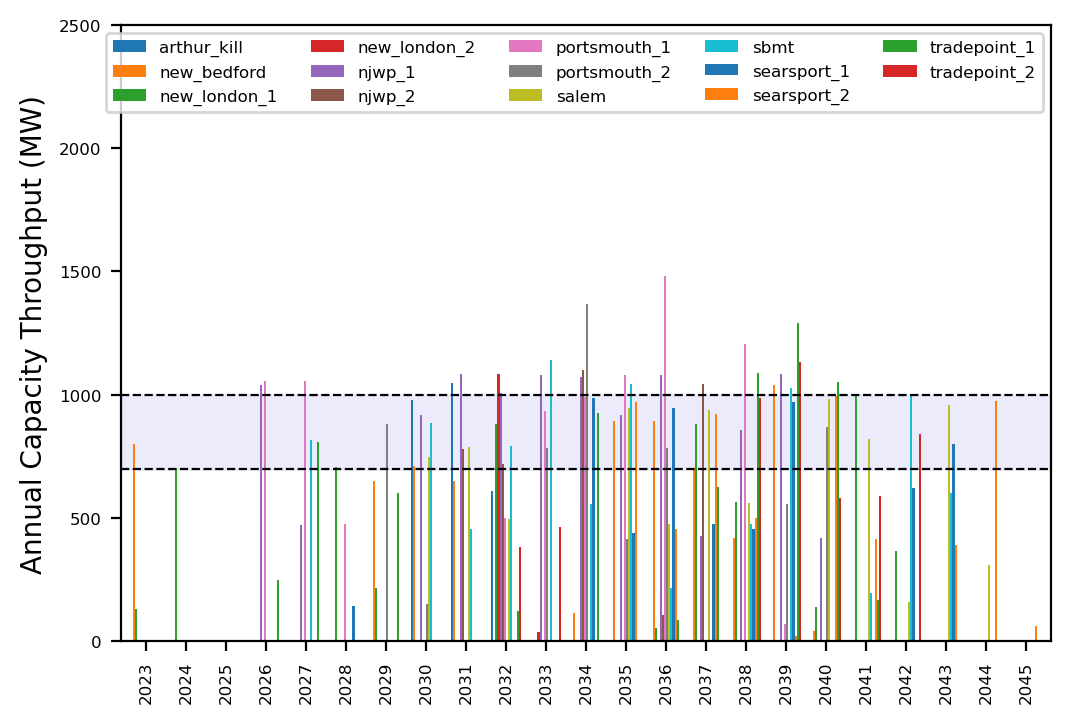 Annual Capacity Throughput (MW)
2500
2000
1500
1000
500
0
arthur_kill
new_bedford
new_london_1
new_london_2
njwp_1
njwp_2
portsmouth_1
portsmouth_2
salem
sbmt
searsport_1
searsport_2
tradepoint_1
tradepoint_2
2023
2024
2025
2026
2027
2028
2029
2030
2031
2032
2033
2034
2035
2036
2037
2038
2039
2040
2041
2042
2043
2044
2045